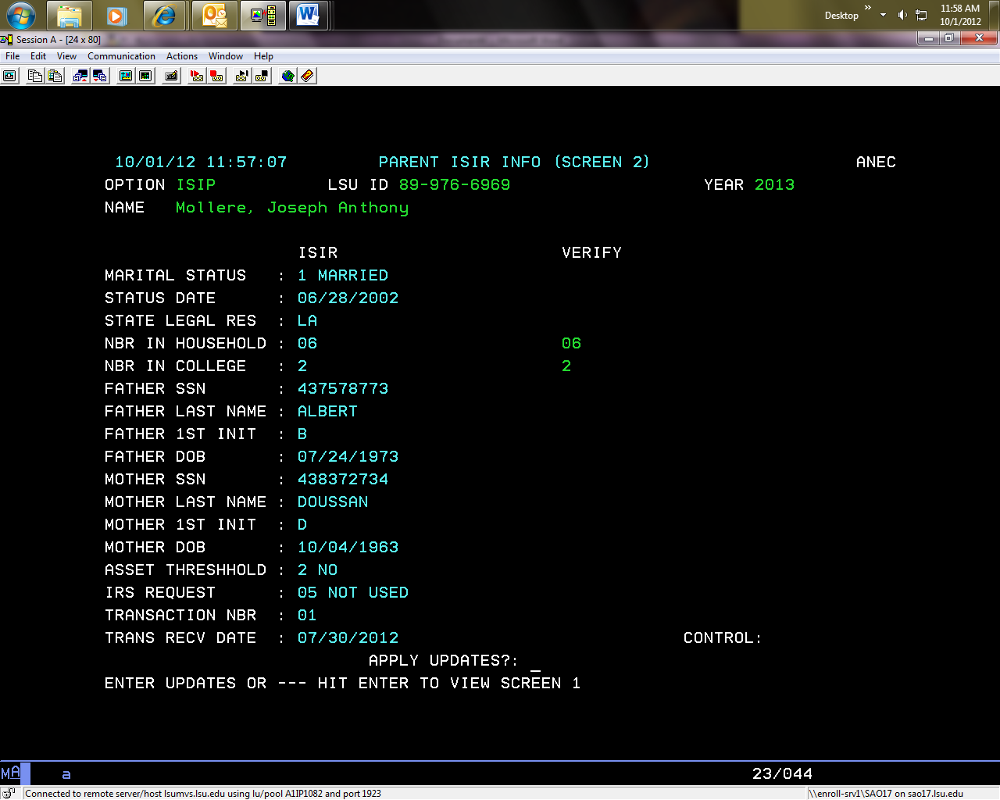 Desktop » 11:58 AM
10/1/2012
Session A - [24 x 80]
File Edit View Communication Actions Window Help
10/01/12 11:57:07 PARENT ISIR INFO (SCREEN 2) ANEC
OPTION ISIP LSU ID 89-976-6969 YEAR 2013
NAME Mollere, Joseph Anthony
ISIR VERIFY
MARITAL STATUS : 1 MARRIED
STATUS DATE : 06/28/2002
STATE LEGAL RES : LA
NBR IN HOUSEHOLD : 06 06
NBR IN COLLEGE : 2 2
FATHER SSN : 437578773
FATHER LAST NAME : ALBERT
FATHER 1ST INIT : B
FATHER DOB : 07/24/1973
MOTHER SSN : 438372734
MOTHER LAST NAME : DOUSSAN
MOTHER 1ST INIT : D
MOTHER DOB : 10/04/1963
ASSET THRESHHOLD : 2 NO
IRS REQUEST : 05 NOT USED
TRANSACTION NBR : 01
TRANS RECV DATE : 07/30/2012 CONTROL:
APPLY UPDATES?: _
ENTER UPDATES OR --- HIT ENTER TO VIEW SCREEN 1
MA a 23/044
Connected to remote server/host lsumvs.lsu.edu using lu/pool A1IP1082 and port 1923 \\enroll-srv1\SAO17 on sao17.lsu.edu